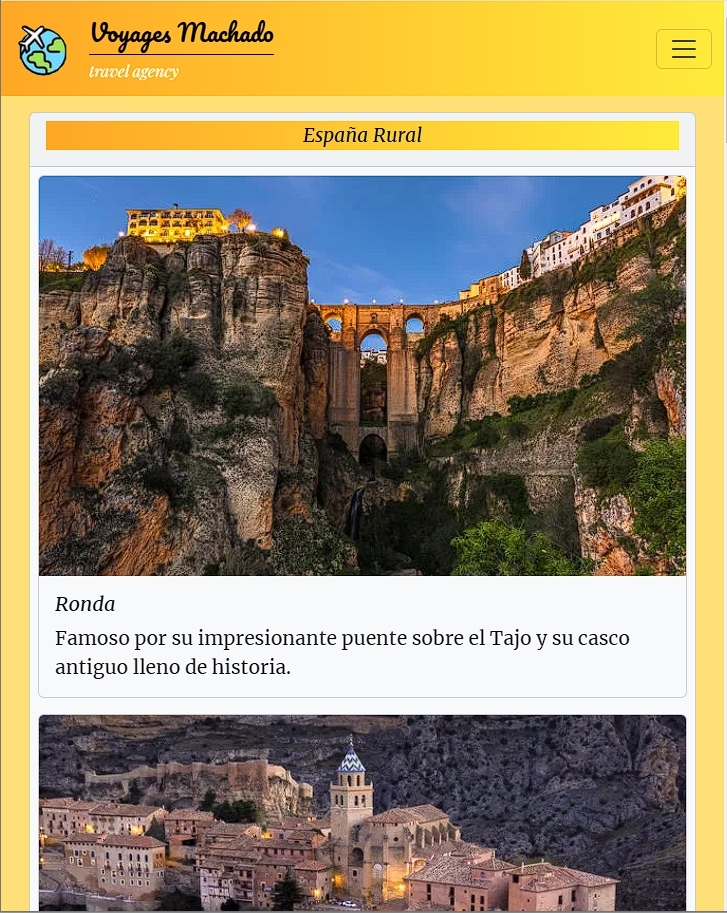 Voyages Machado
travel agency
España Rural
Ronda
Famoso por su impresionante puente sobre el Tajo y su casco
antiguo lleno de historia.